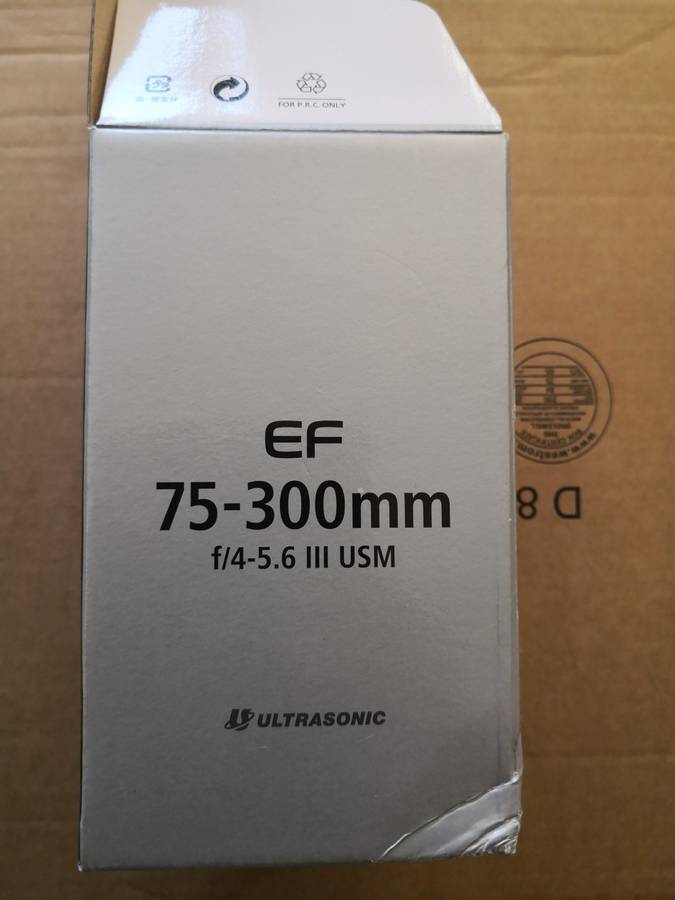 FOR P.R.C. ONLY
EF
75-300mm
f/4-5.6 III USM
ULTRASONIC
D 8